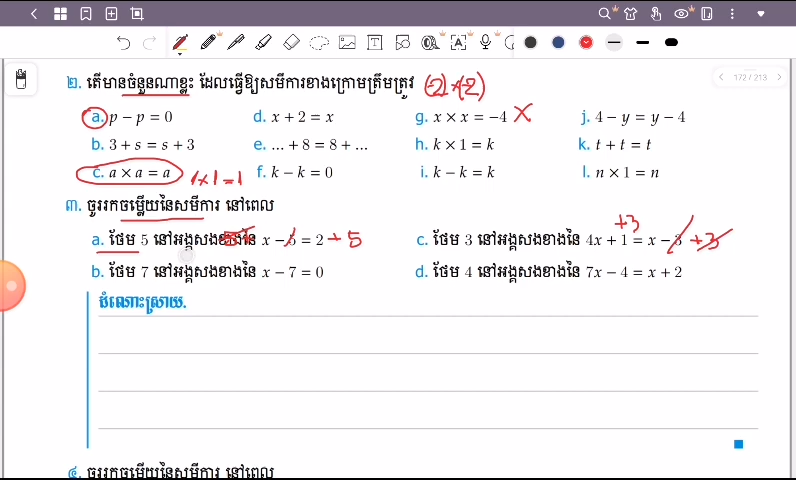 172 / 213
២. តើមានចំនួនណាខ្លះ ដែលធ្វើឱ្យសមីការខាងក្រោមត្រឹមត្រូវ (-2)×(-2)
a. p − p = 0 d. x + 2 = x g. x × x = −4 X j. 4 − y = y − 4
b. 3 + s = s + 3 e. ... + 8 = 8 + ... h. k × 1 = k k. t + t = t
c. a × a = a 1×1=1 f. k − k = 0 i. k − k = k l. n × 1 = n
៣. ចូររកចម្លើយនៃសមីការ នៅពេល
a. ថែម 5 នៅអង្គសងខាងនៃ x − 5 = 2 +5 c. ថែម 3 នៅអង្គសងខាងនៃ 4x + 1 +3 = x − 3 +3
b. ថែម 7 នៅអង្គសងខាងនៃ x − 7 = 0 d. ថែម 4 នៅអង្គសងខាងនៃ 7x − 4 = x + 2
ដំណោះស្រាយ.
៤. ចូររកចម្លើយនៃសមីការ នៅពេល